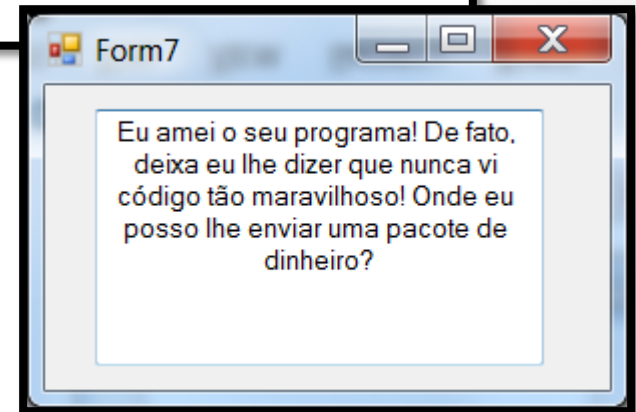 Form7
Eu amei o seu programa! De fato,
deixa eu lhe dizer que nunca vi
código tão maravilhoso! Onde eu
posso lhe enviar uma pacote de
dinheiro?